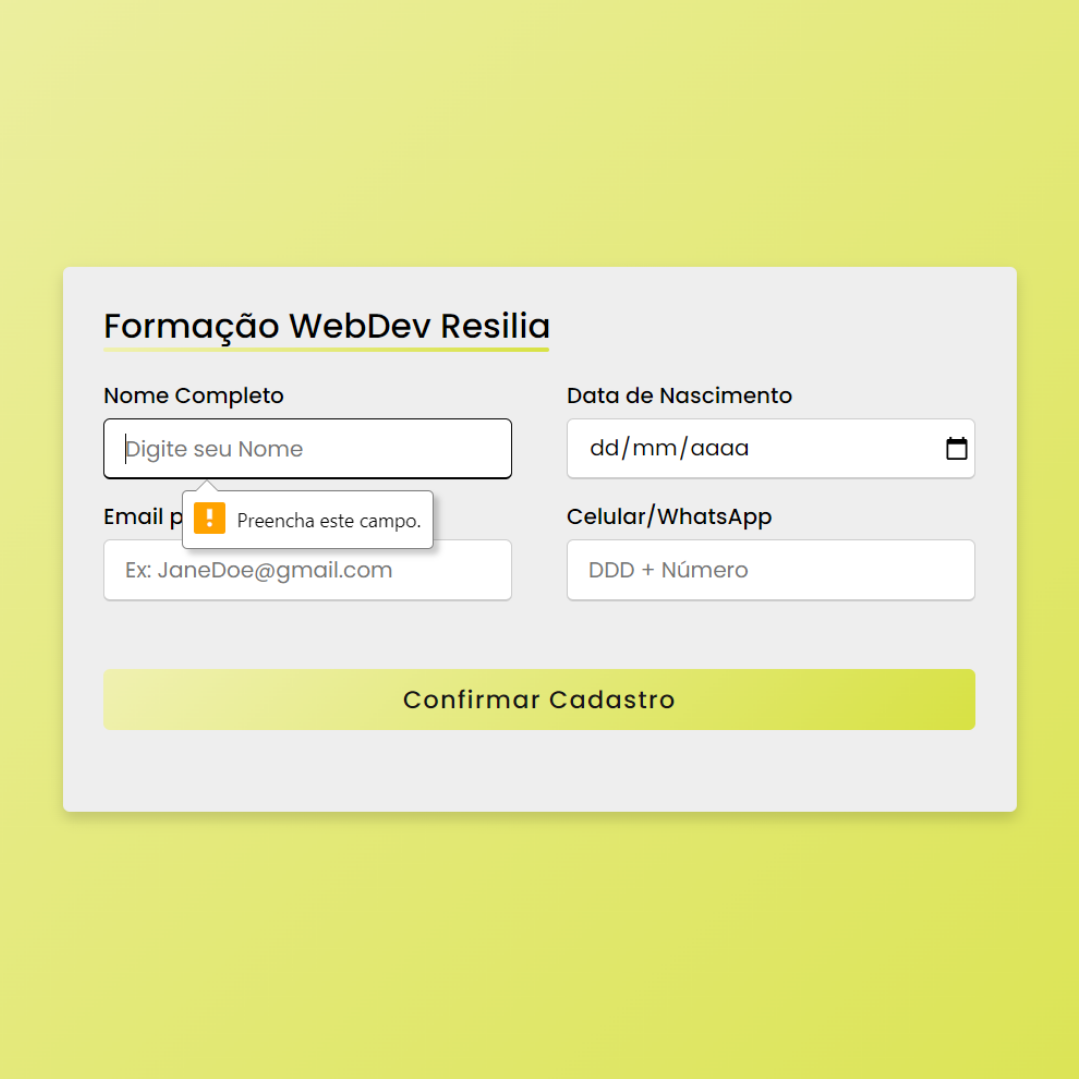 Formação WebDev Resilia
Nome Completo
Digite seu Nome
Data de Nascimento
dd/mm/aaaa
Preencha este campo.
Email
Ex: JaneDoe@gmail.com
Celular/WhatsApp
DDD + Número
Confirmar Cadastro